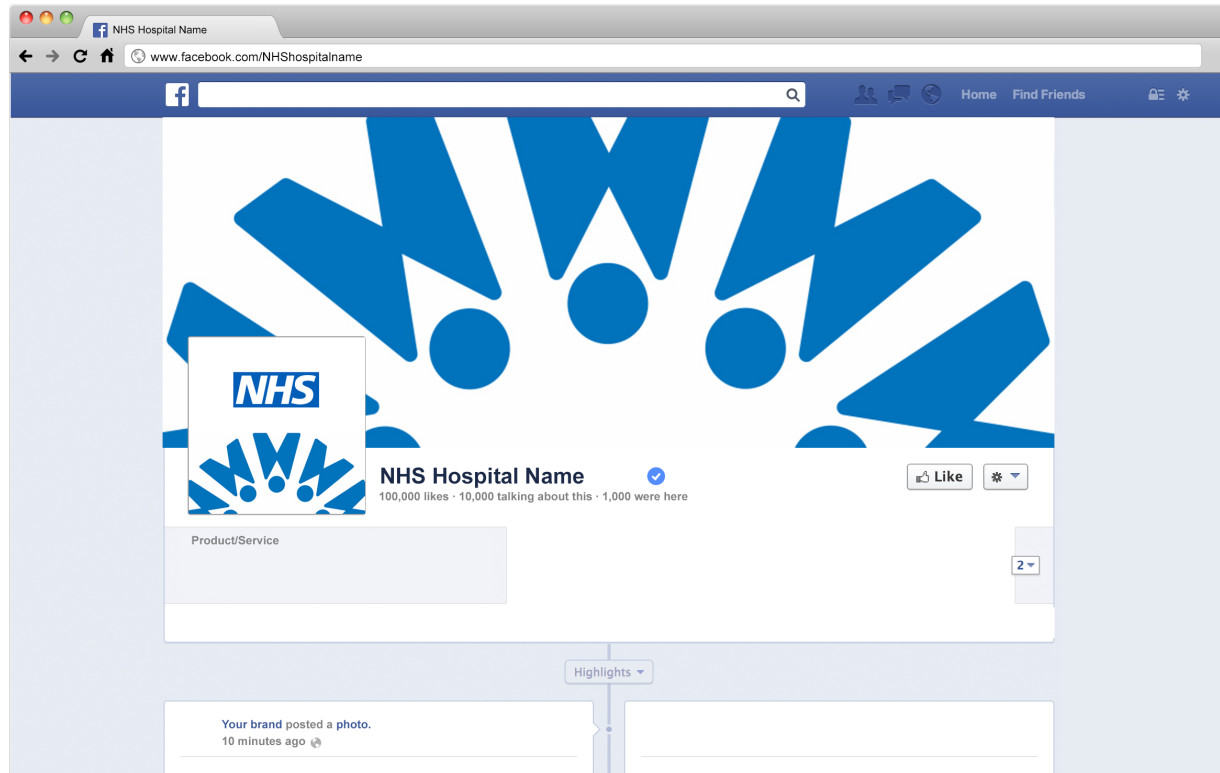 NHS Hospital Name
www.facebook.com/NHShospitalname
f Home Find Friends
NHS
NHS Hospital Name
Like
100,000 likes · 10,000 talking about this · 1,000 were here
Product/Service
2
Highlights
Your brand posted a photo.
10 minutes ago